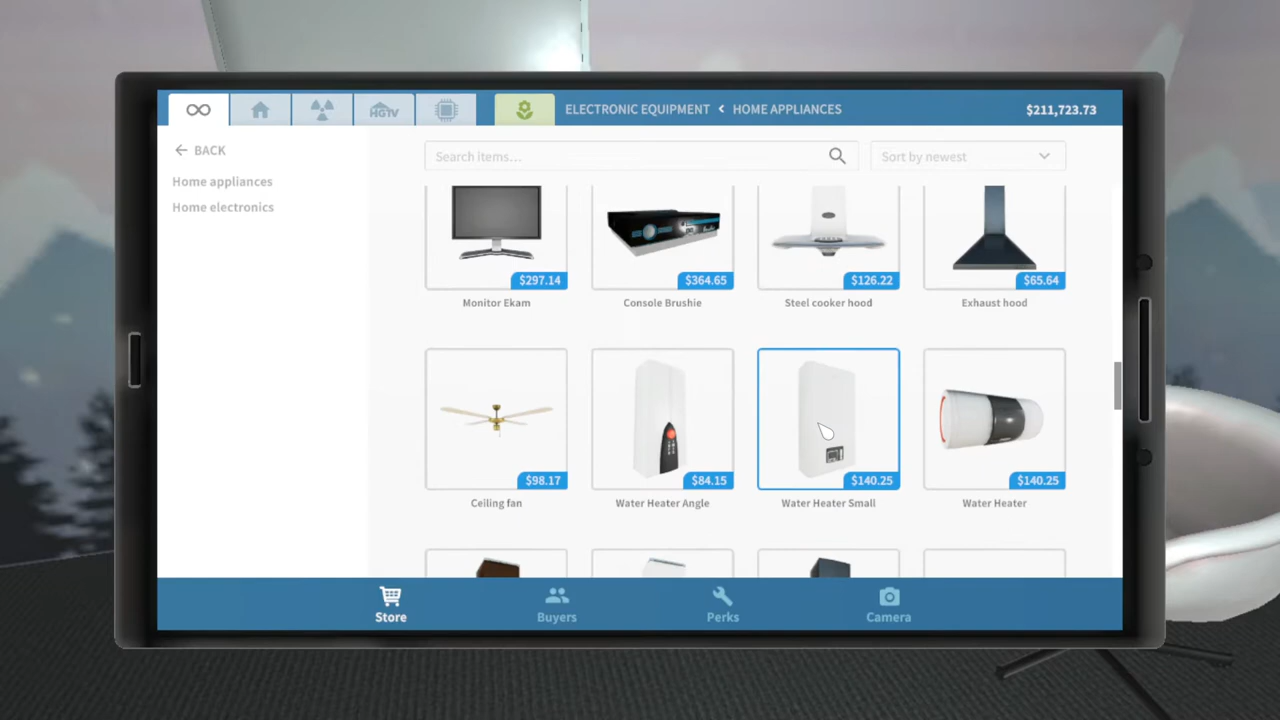 HGTV
ELECTRONIC EQUIPMENT < HOME APPLIANCES
$211,723.73
← BACK
Home appliances
Home electronics
Search items...
Sort by newest
$297.14
$364.65
$126.22
$65.64
Monitor Ekam
Console Brushie
Steel cooker hood
Exhaust hood
$98.17
$84.15
$140.25
$140.25
Ceiling fan
Water Heater Angle
Water Heater Small
Water Heater
Store
Buyers
Perks
Camera